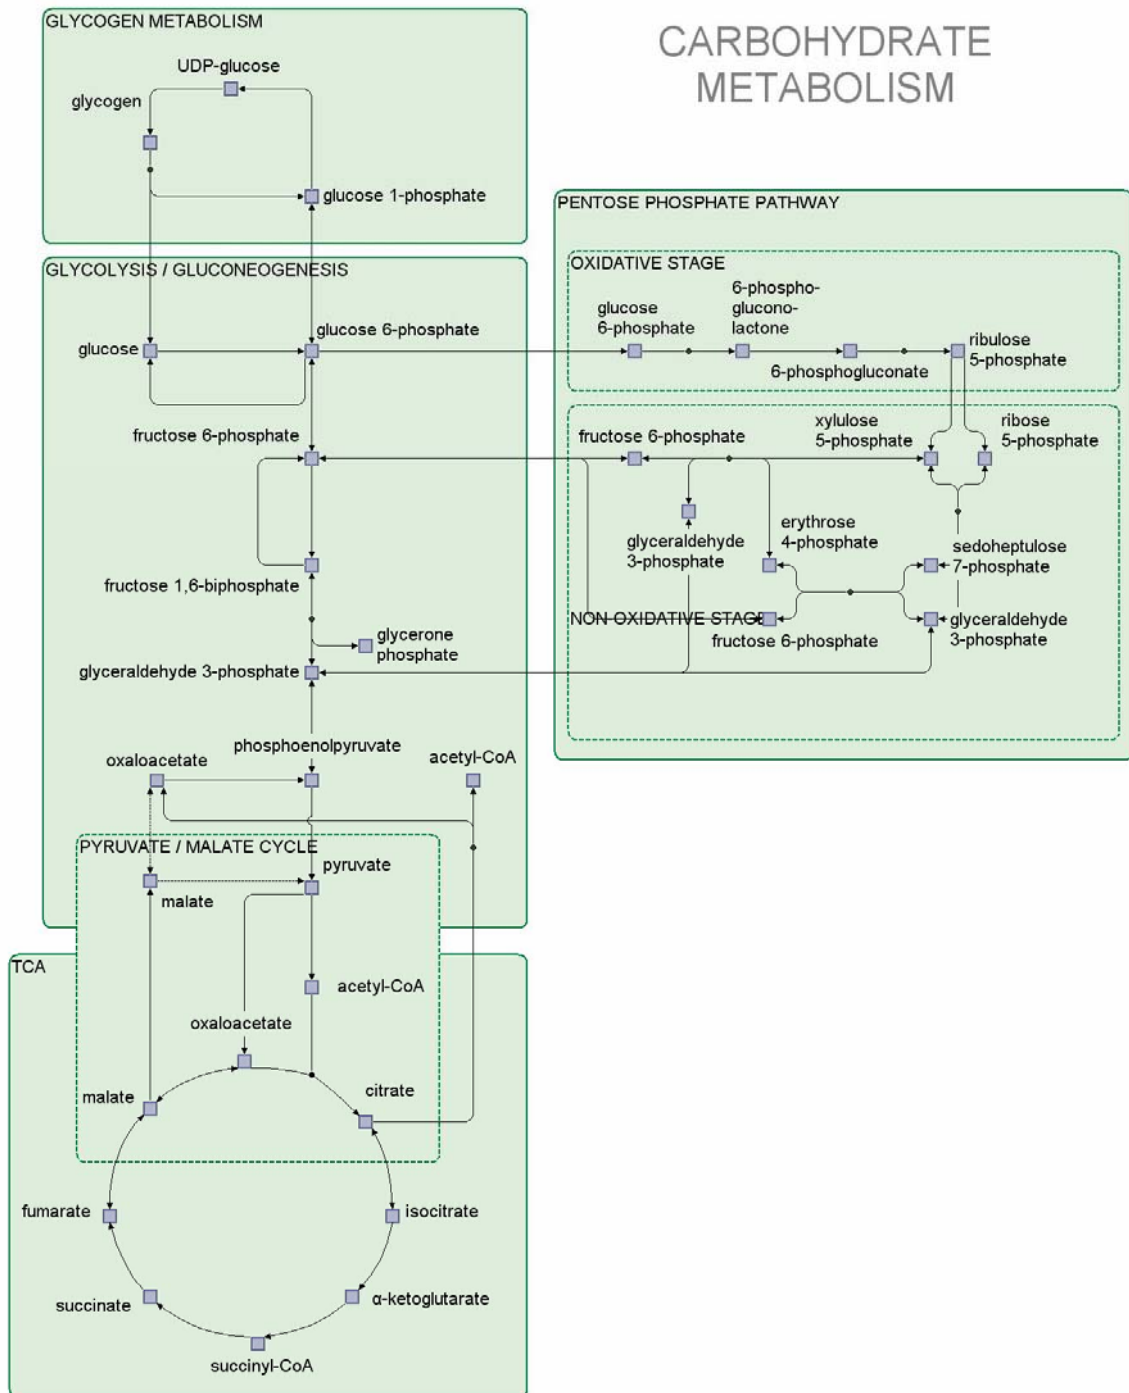 GLYCOGEN METABOLISM
CARBOHYDRATE
METABOLISM
UDP-glucose
glycogen
glucose 1-phosphate
PENTOSE PHOSPHATE PATHWAY
GLYCOLYSIS / GLUCONEOGENESIS
OXIDATIVE STAGE
glucose
6-phosphate
6-phospho-
glucono-
lactone
glucose
glucose 6-phosphate
6-phosphogluconate
ribulose
5-phosphate
fructose 6-phosphate
fructose 6-phosphate
xylulose
5-phosphate
ribose
5-phosphate
glyceraldehyde
3-phosphate
erythrose
4-phosphate
sedoheptulose
7-phosphate
fructose 1,6-biphosphate
NON-OXIDATIVE STAGE
fructose 6-phosphate
glyceraldehyde
3-phosphate
glycerone
phosphate
glyceraldehyde 3-phosphate
phosphoenolpyruvate
oxaloacetate
acetyl-CoA
PYRUVATE / MALATE CYCLE
pyruvate
malate
TCA
acetyl-CoA
oxaloacetate
malate
citrate
fumarate
isocitrate
succinate
α-ketoglutarate
succinyl-CoA